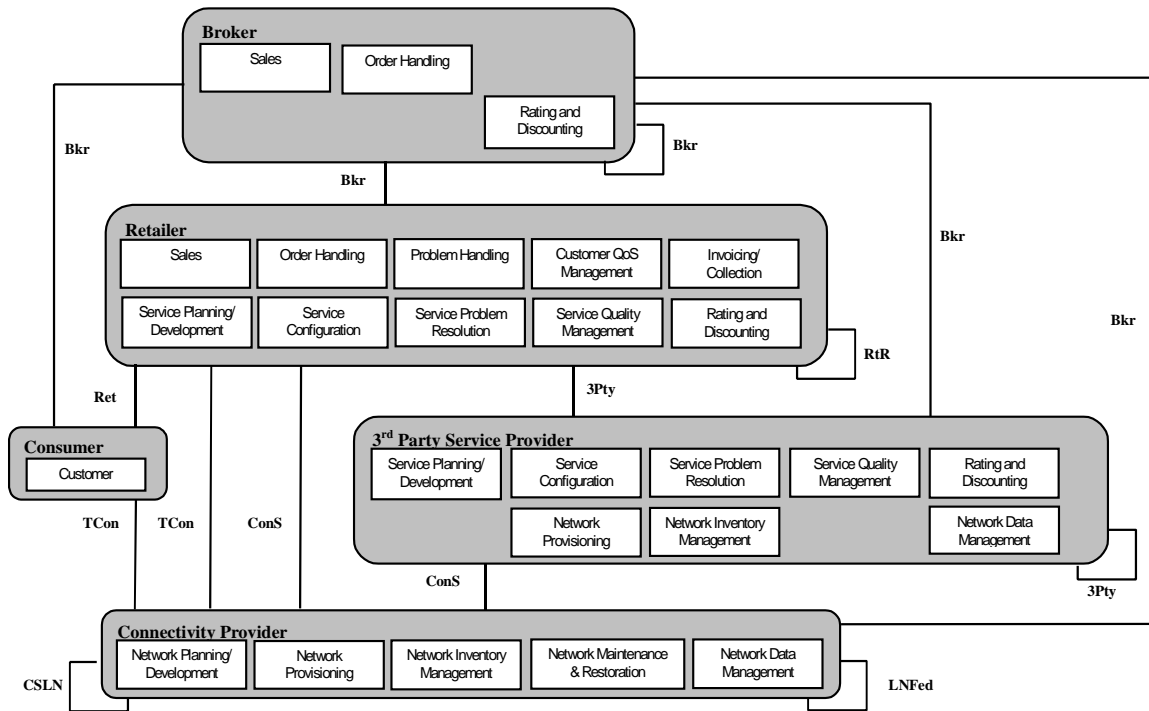 Broker
Sales
Order Handling
Rating and
Discounting
Bkr
Bkr
Bkr
Bkr
Bkr
Retailer
Sales
Order Handling
Problem Handling
Customer QoS
Management
Invoicing/
Collection
Service Planning/
Development
Service
Configuration
Service Problem
Resolution
Service Quality
Management
Rating and
Discounting
RtR
Ret
3Pty
Consumer
Customer
3rd Party Service Provider
Service Planning/
Development
Service
Configuration
Service Problem
Resolution
Service Quality
Management
Rating and
Discounting
Network
Provisioning
Network Inventory
Management
Network Data
Management
TCon
TCon
ConS
ConS
3Pty
Connectivity Provider
Network Planning/
Development
Network
Provisioning
Network Inventory
Management
Network Maintenance
& Restoration
Network Data
Management
CSLN
LNFed